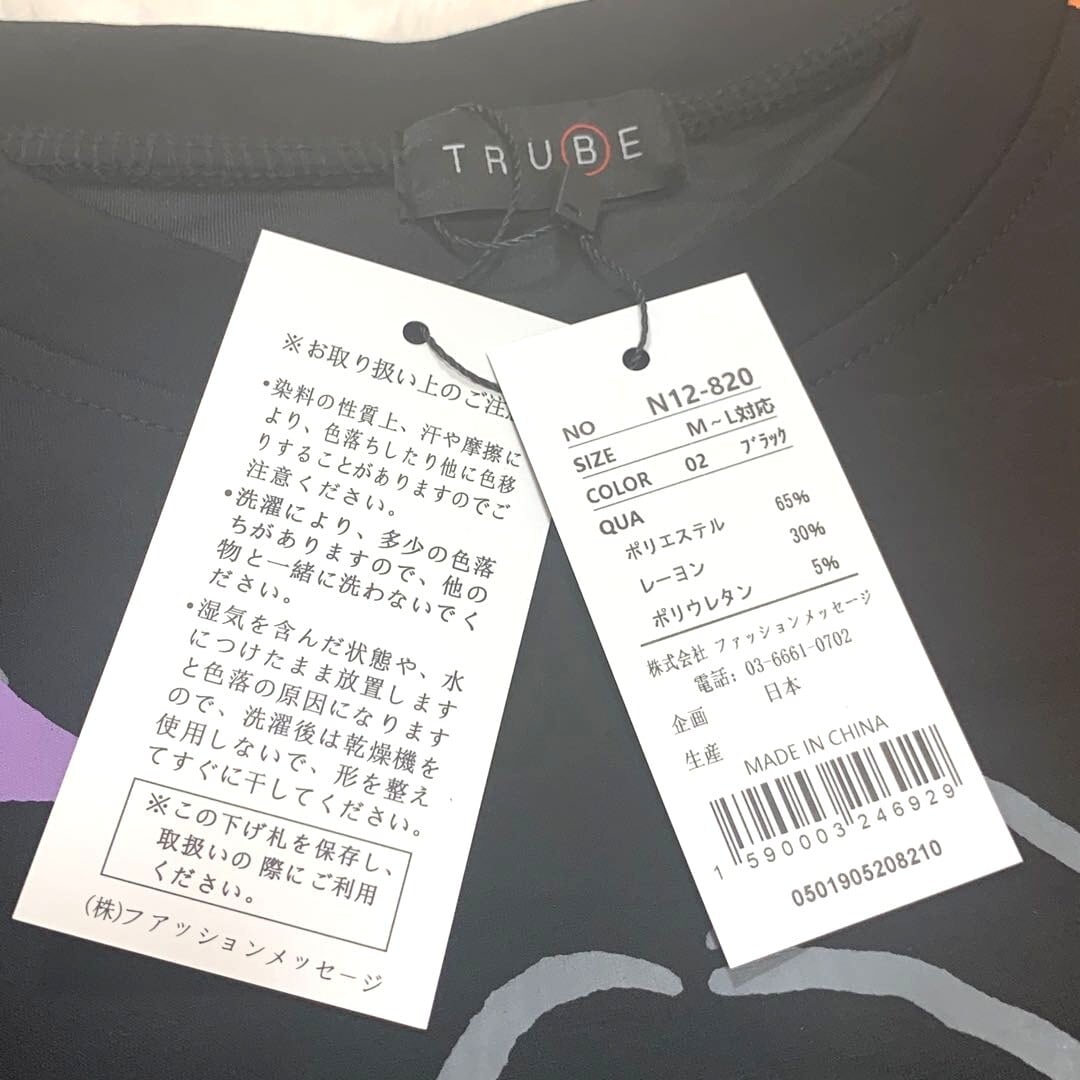 TRUBE
※お取り扱い上のご注
•染料の性質上、汗や摩擦に
より、色落ちしたり他に色移
りすることがありますのでご
注意ください。
•洗濯により、多少の色落
ちがありますので、他の
物と一緒に洗わないでく
ださい。
•湿気を含んだ状態や、水
につけたまま放置します
と色落の原因になります
ので、洗濯後は乾燥機を
使用しないで、形を整え
てすぐに干してください。
※この下げ札を保存し、
取扱いの 際にご利用
ください。
(株)ファッションメッセージ
NO N12-820
SIZE M～L対応
COLOR 02 ブラック
QUA
ポリエステル 65%
レーヨン 30%
ポリウレタン 5%
株式会社 ファッションメッセージ
電話: 03-6661-0702
企画 日本
生産 MADE IN CHINA
1 590003 246929
0501905208210